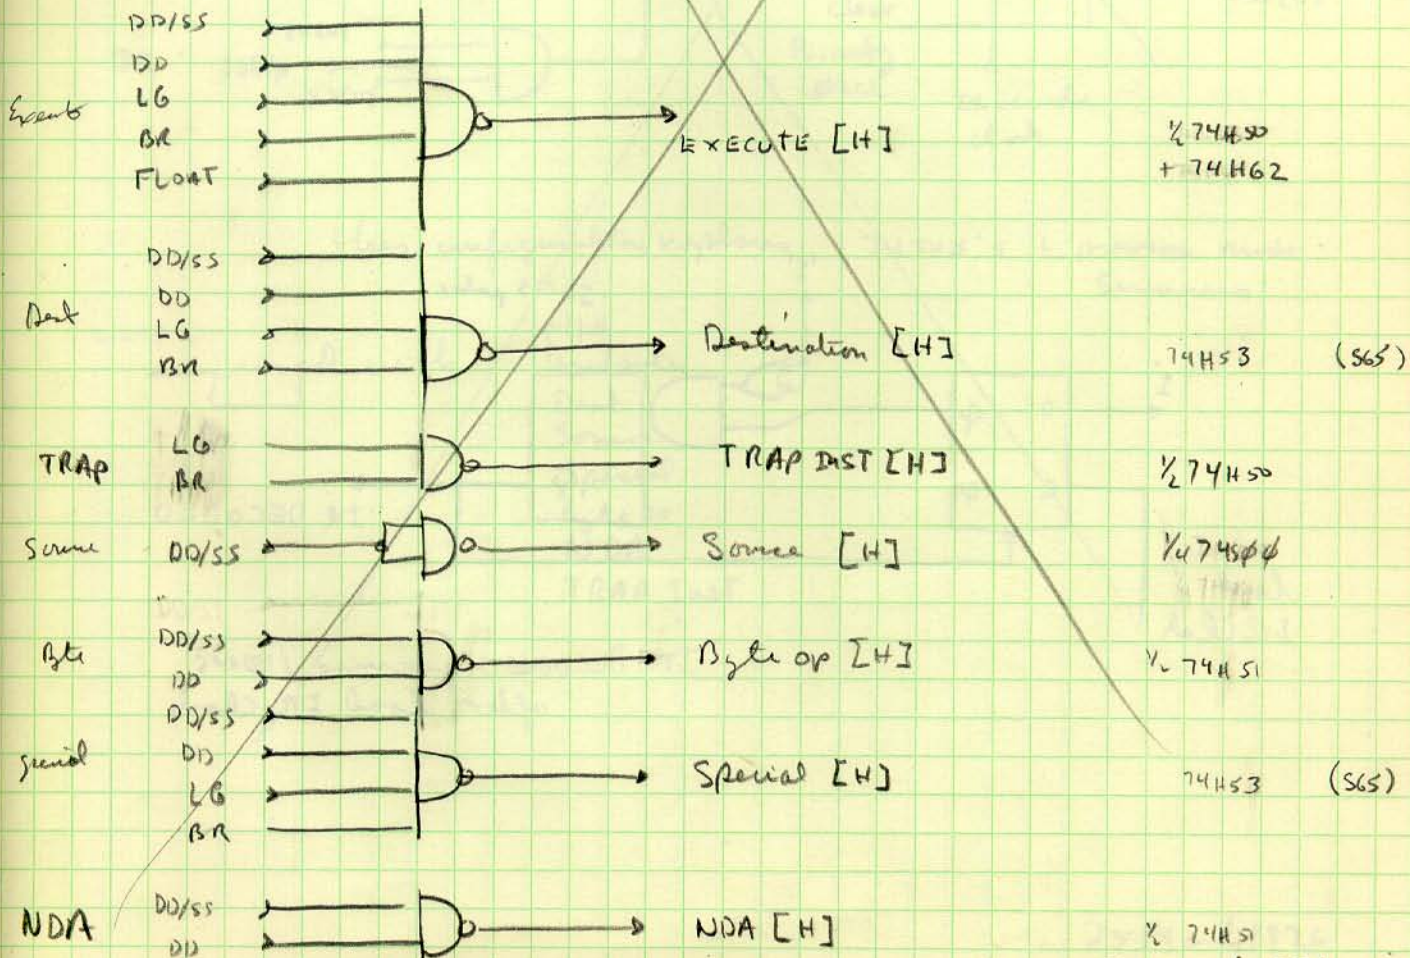 DD/SS
DD
LG
Execute
BR
FLOAT
EXECUTE [H]
1/2 74H50
+ 74H62
DD/SS
DD
Dest
LG
BR
Destination [H]
74H53 (S65)
TRAP
LG
BR
TRAP INST [H]
1/2 74H50
Source
DD/SS
Source [H]
1/4 74S00
Byte
DD/SS
DD
Byte op [H]
1/2 74H51
DD/SS
DD
Special
LG
BR
Special [H]
74H53 (S65)
NDA
DD/SS
DD
NDA [H]
1/2 74H51